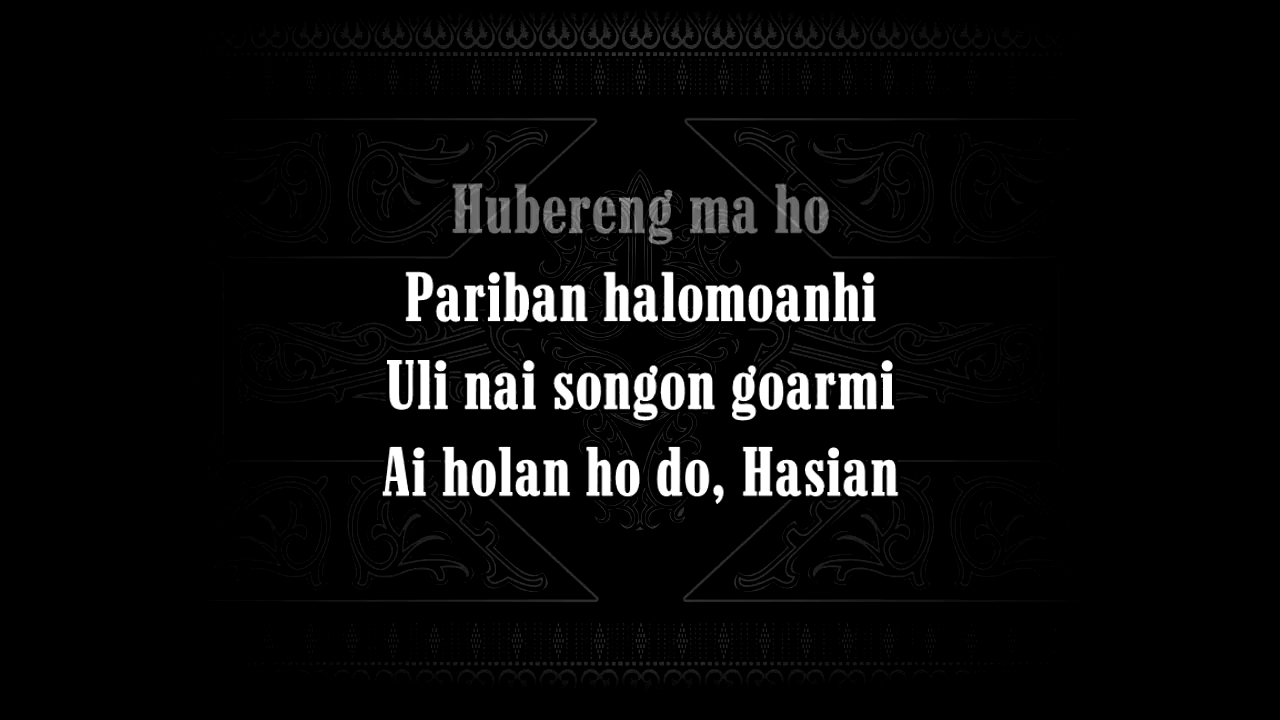 Hubereng ma ho
Pariban halomoanhi
Uli nai songon goarmi
Ai holan ho do, Hasian